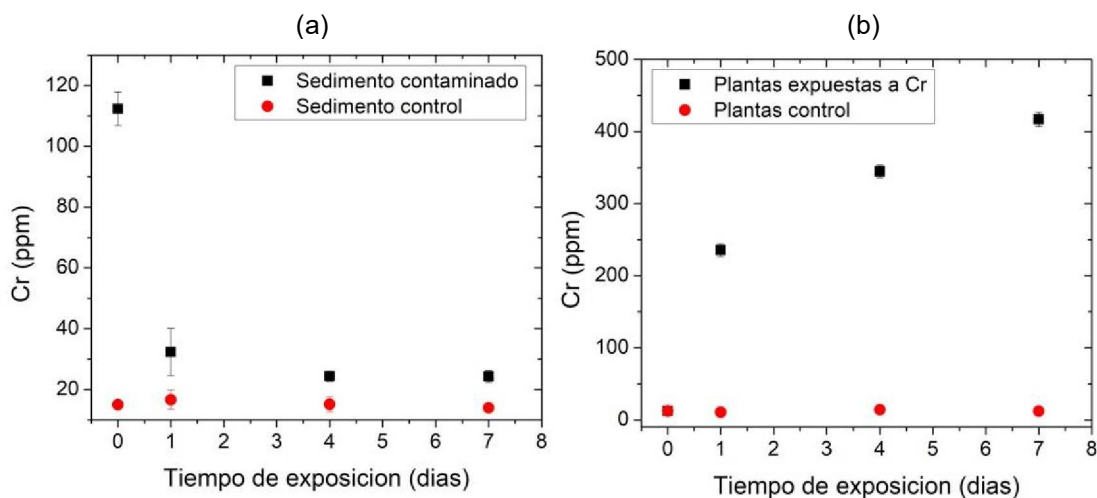 (a)
Sedimento contaminado
Sedimento control
120
100
80
60
40
20
Cr (ppm)
0 1 2 3 4 5 6 7 8
Tiempo de exposicion (dias)
(b)
Plantas expuestas a Cr
Plantas control
500
400
300
200
100
0
Cr (ppm)
0 1 2 3 4 5 6 7 8
Tiempo de exposicion (dias)